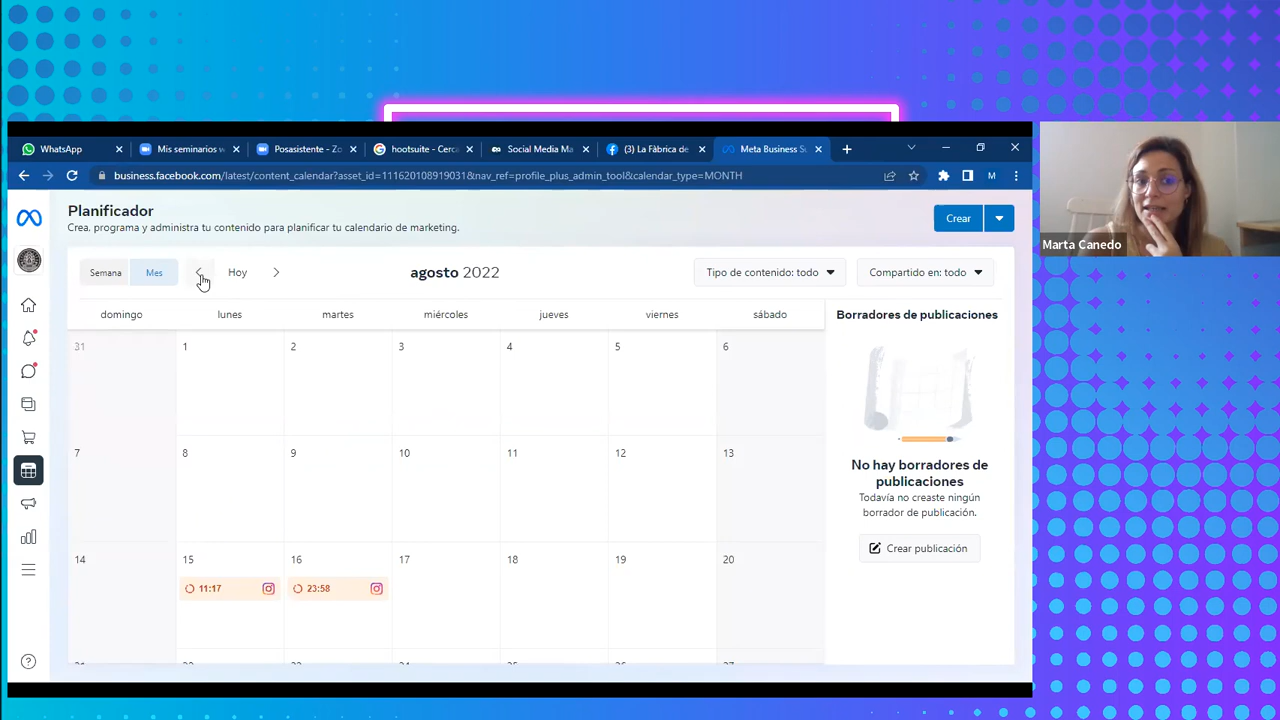 WhatsApp
Mis seminarios w
Posasistente - Zo
hootsuite - Cerca
Social Media Ma
(3) La Fàbrica de
Meta Business Su
business.facebook.com/latest/content_calendar?asset_id=111620108919031&nav_ref=profile_plus_admin_tool&calendar_type=MONTH
M
Planificador
Crea, programa y administra tu contenido para planificar tu calendario de marketing.
Crear
Semana
Mes
Hoy
agosto 2022
Tipo de contenido: todo
Compartido en: todo
domingo lunes martes miércoles jueves viernes sábado
31 1 2 3 4 5 6
7 8 9 10 11 12 13
14 15 16 17 18 19 20
11:17 23:58
Borradores de publicaciones
No hay borradores de
publicaciones
Todavía no creaste ningún
borrador de publicación.
Crear publicación
Marta Canedo